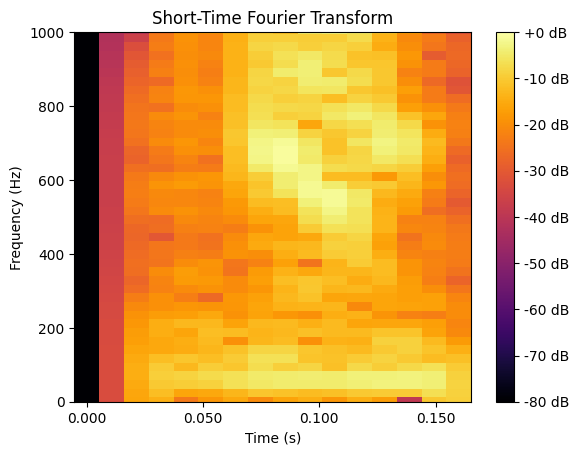 Short-Time Fourier Transform
Frequency (Hz)
1000
800
600
400
200
0
0.000
0.050
0.100
0.150
Time (s)
+0 dB
-10 dB
-20 dB
-30 dB
-40 dB
-50 dB
-60 dB
-70 dB
-80 dB